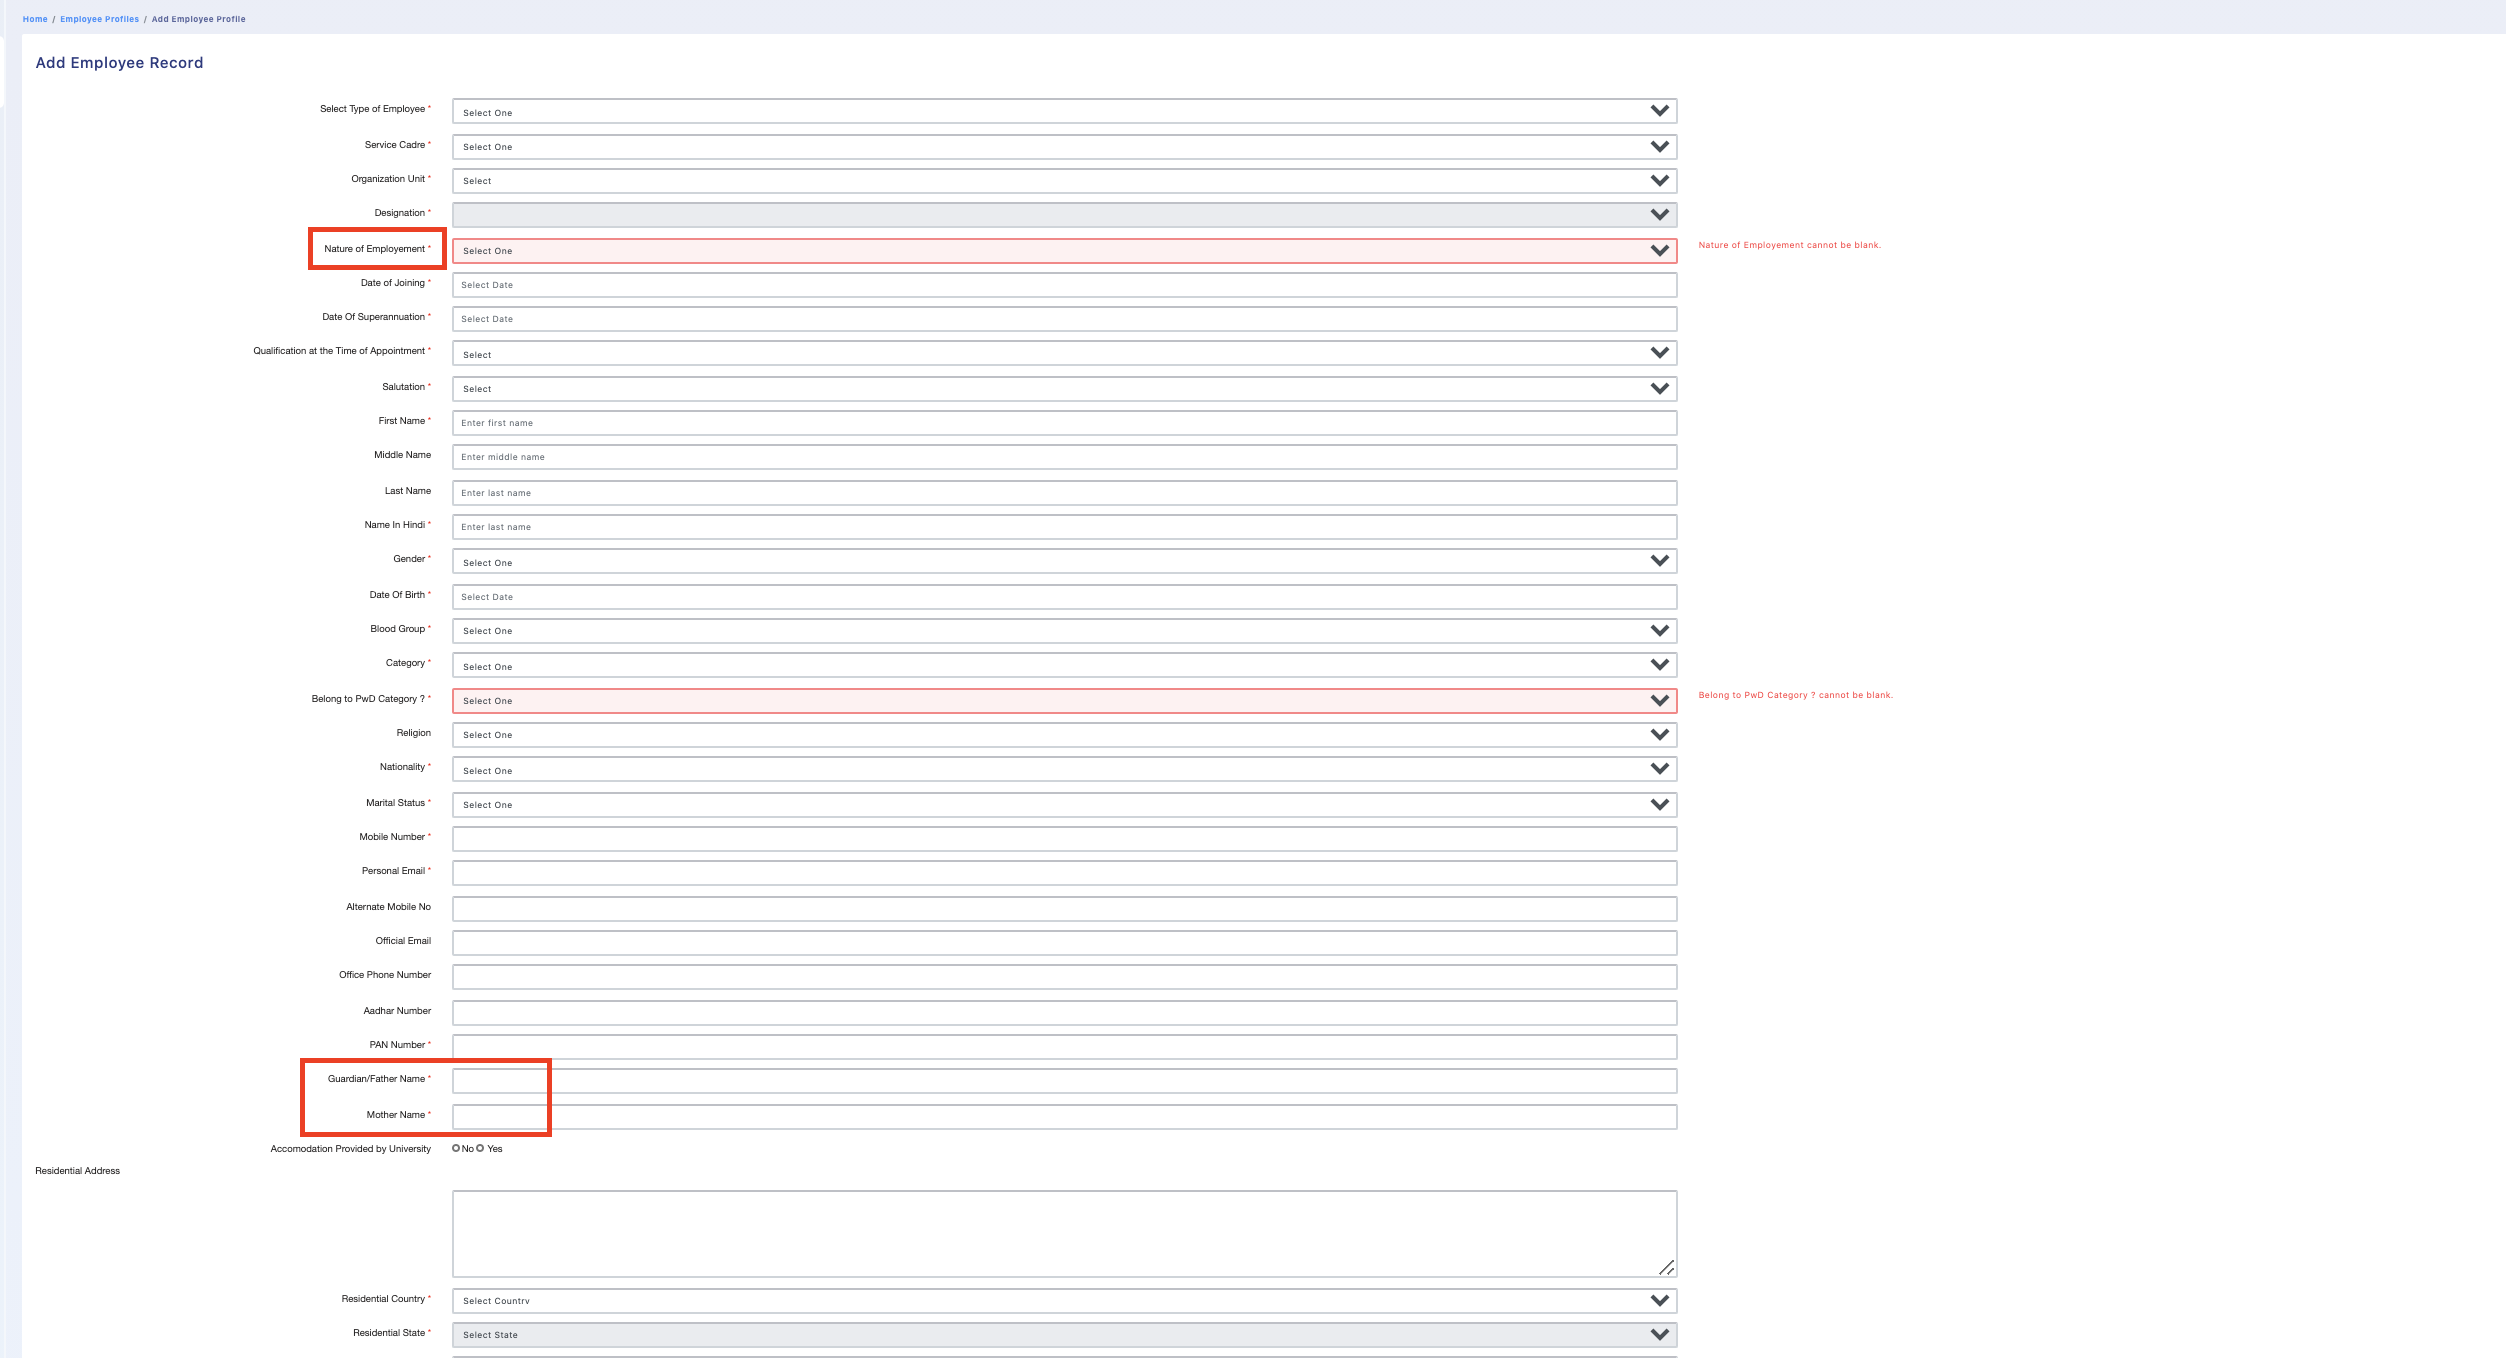 Home / Employee Profiles / Add Employee Profile
Add Employee Record
Select Type of Employee * Select One
Service Cadre * Select One
Organization Unit * Select
Designation *
Nature of Employement * Select One Nature of Employement cannot be blank.
Date of Joining * Select Date
Date Of Superannuation * Select Date
Qualification at the Time of Appointment * Select
Salutation * Select
First Name * Enter first name
Middle Name Enter middle name
Last Name Enter last name
Name In Hindi * Enter last name
Gender * Select One
Date Of Birth * Select Date
Blood Group * Select One
Category * Select One
Belong to PwD Category ? * Select One Belong to PwD Category ? cannot be blank.
Religion Select One
Nationality * Select One
Marital Status * Select One
Mobile Number *
Personal Email *
Alternate Mobile No
Official Email
Office Phone Number
Aadhar Number
PAN Number *
Guardian/Father Name *
Mother Name *
Accomodation Provided by University No Yes
Residential Address
Residential Country * Select Country
Residential State * Select State